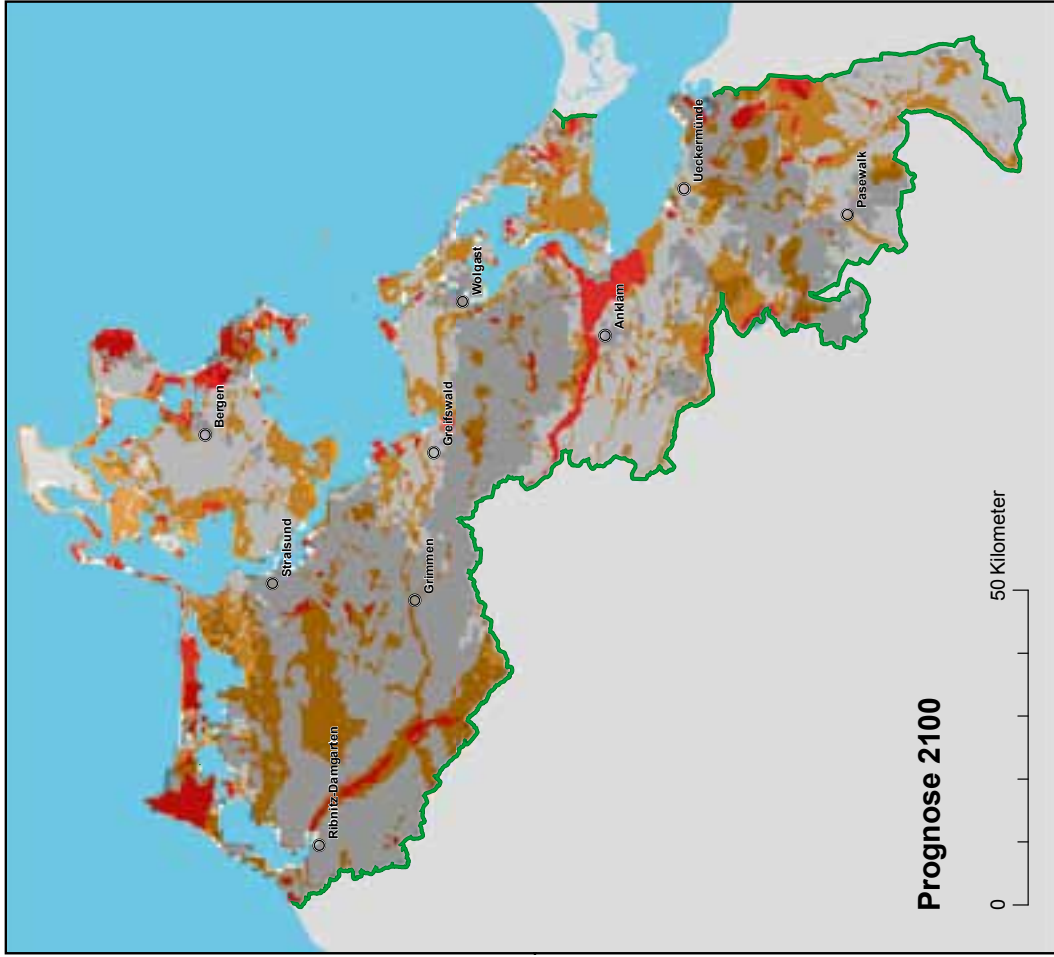 Bergen
Stralsund
Ribnitz-Damgarten
Grimmen
Greifswald
Wolgast
Anklam
Ueckermünde
Pasewalk
Prognose 2100
0 50 Kilometer